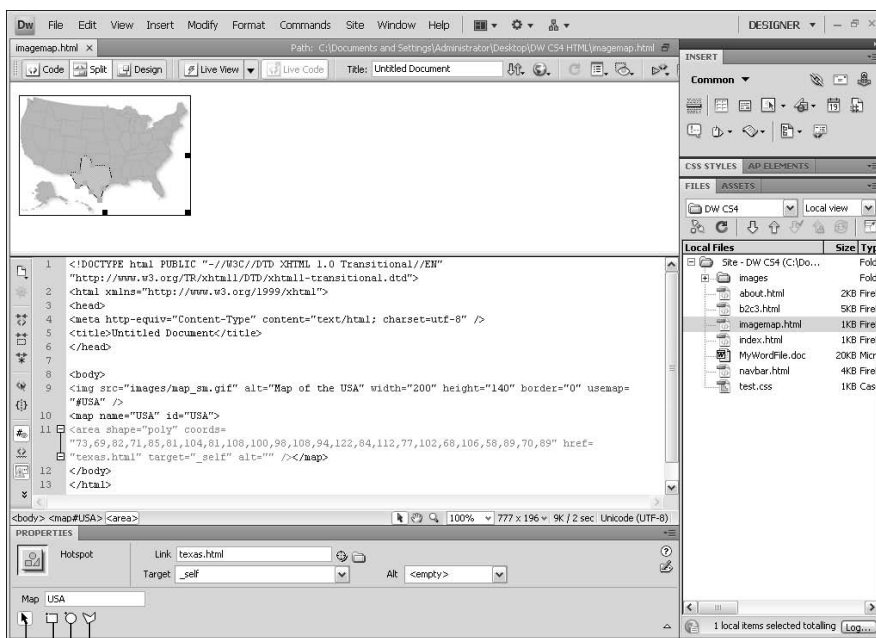 Dw File Edit View Insert Modify Format Commands Site Window Help DESIGNER
imagemap.html × Path: C:\Documents and Settings\Administrator\Desktop\DW CS4 HTML\imagemap.html
Code Split Design Live View Live Code Title: Untitled Document
1 <!DOCTYPE html PUBLIC "-//W3C//DTD XHTML 1.0 Transitional//EN"
"http://www.w3.org/TR/xhtml1/DTD/xhtml1-transitional.dtd">
2 <html xmlns="http://www.w3.org/1999/xhtml">
3 <head>
4 <meta http-equiv="Content-Type" content="text/html; charset=utf-8" />
5 <title>Untitled Document</title>
6 </head>
7
8 <body>
9 <img src="images/map_sm.gif" alt="Map of the USA" width="200" height="140" border="0" usemap=
"#USA" />
10 <map name="USA" id="USA">
11 <area shape="poly" coords=
"73,69,82,71,85,81,104,81,108,100,98,108,94,122,84,112,77,102,68,106,58,89,70,89" href=
"texas.html" target="_self" alt="" /></map>
12 </body>
13 </html>
<body> <map#USA> <area> 100% 777 x 196 9K / 2 sec Unicode (UTF-8)
PROPERTIES
Hotspot Link texas.html
Target _self Alt <empty>
Map USA
INSERT
Common
19
CSS STYLES AP ELEMENTS
FILES ASSETS
DW CS4 Local view
Local Files Size Typ
Site - DW CS4 (C:\Do... Fold
images Fold
about.html 2KB Firef
b2c3.html 5KB Firef
imagemap.html 1KB Firef
index.html 1KB Firef
MyWordFile.doc 20KB Micr
navbar.html 4KB Firef
test.css 1KB Casc
1 local items selected totalling Log...